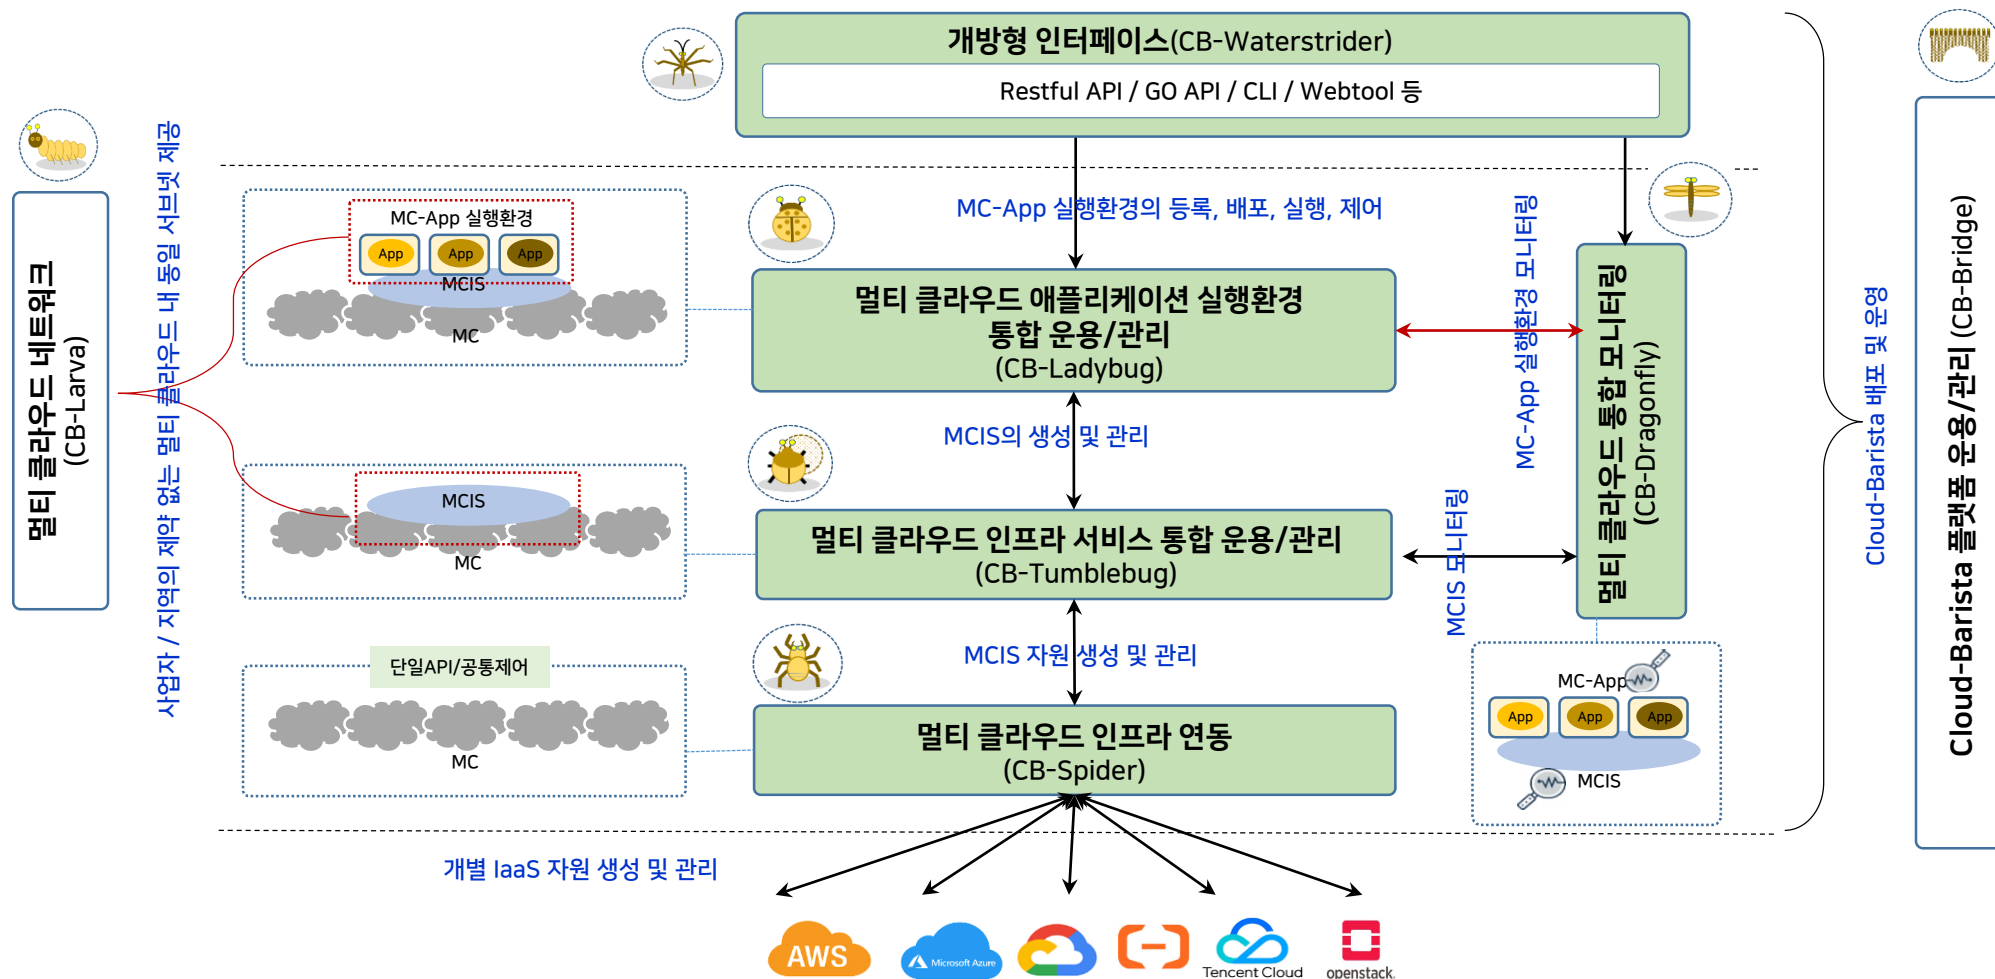 개방형 인터페이스(CB-Waterstrider)
Restful API / GO API / CLI / Webtool 등
멀티 클라우드 네트워크
(CB-Larva)
사업자 / 지역의 제약 없는 멀티 클라우드 내 동일 서브넷 제공
MC-App 실행환경
App
App
App
MCIS
MC
MC-App 실행환경의 등록, 배포, 실행, 제어
멀티 클라우드 애플리케이션 실행환경
통합 운용/관리
(CB-Ladybug)
MC-App 실행환경 모니터링
멀티 클라우드 통합 모니터링
(CB-Dragonfly)
Cloud-Barista 배포 및 운영
Cloud-Barista 플랫폼 운용/관리 (CB-Bridge)
MCIS의 생성 및 관리
MCIS
MC
멀티 클라우드 인프라 서비스 통합 운용/관리
(CB-Tumblebug)
MCIS 모니터링
MCIS 자원 생성 및 관리
단일API/공통제어
MC
멀티 클라우드 인프라 연동
(CB-Spider)
MC-App
App
App
App
MCIS
개별 IaaS 자원 생성 및 관리
AWS
Microsoft Azure
Tencent Cloud
openstack.